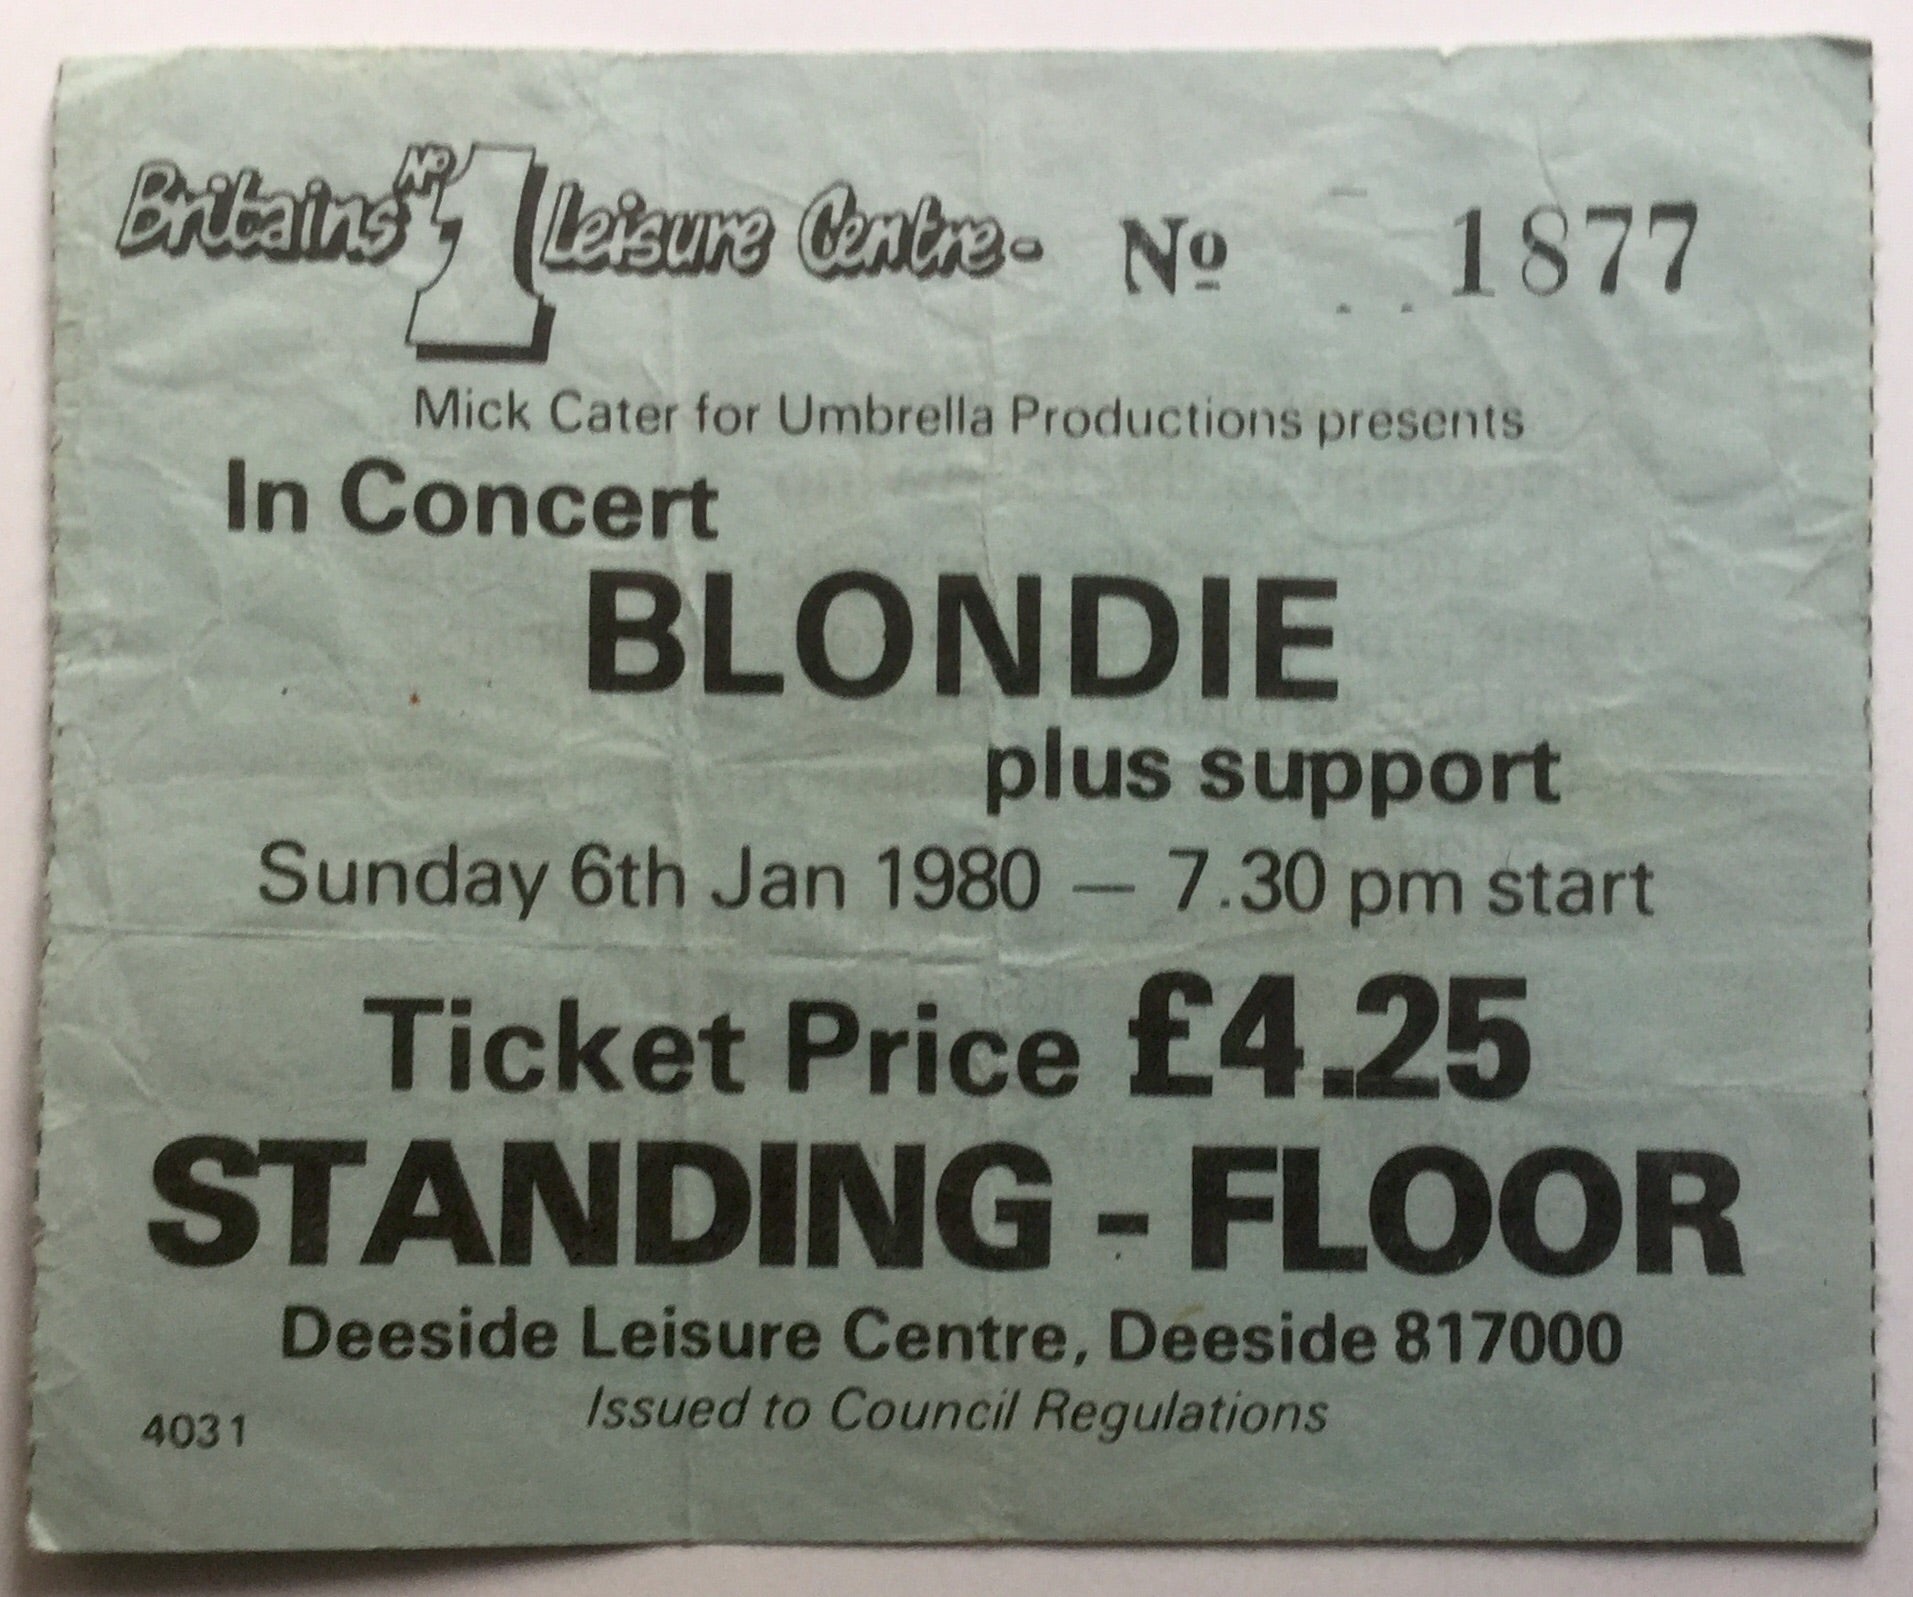 Britains No 1 Leisure Centre- No 1877
Mick Cater for Umbrella Productions presents
In Concert
BLONDIE
plus support
Sunday 6th Jan 1980 — 7.30 pm start
Ticket Price £4.25
STANDING - FLOOR
Deeside Leisure Centre, Deeside 817000
Issued to Council Regulations
4031